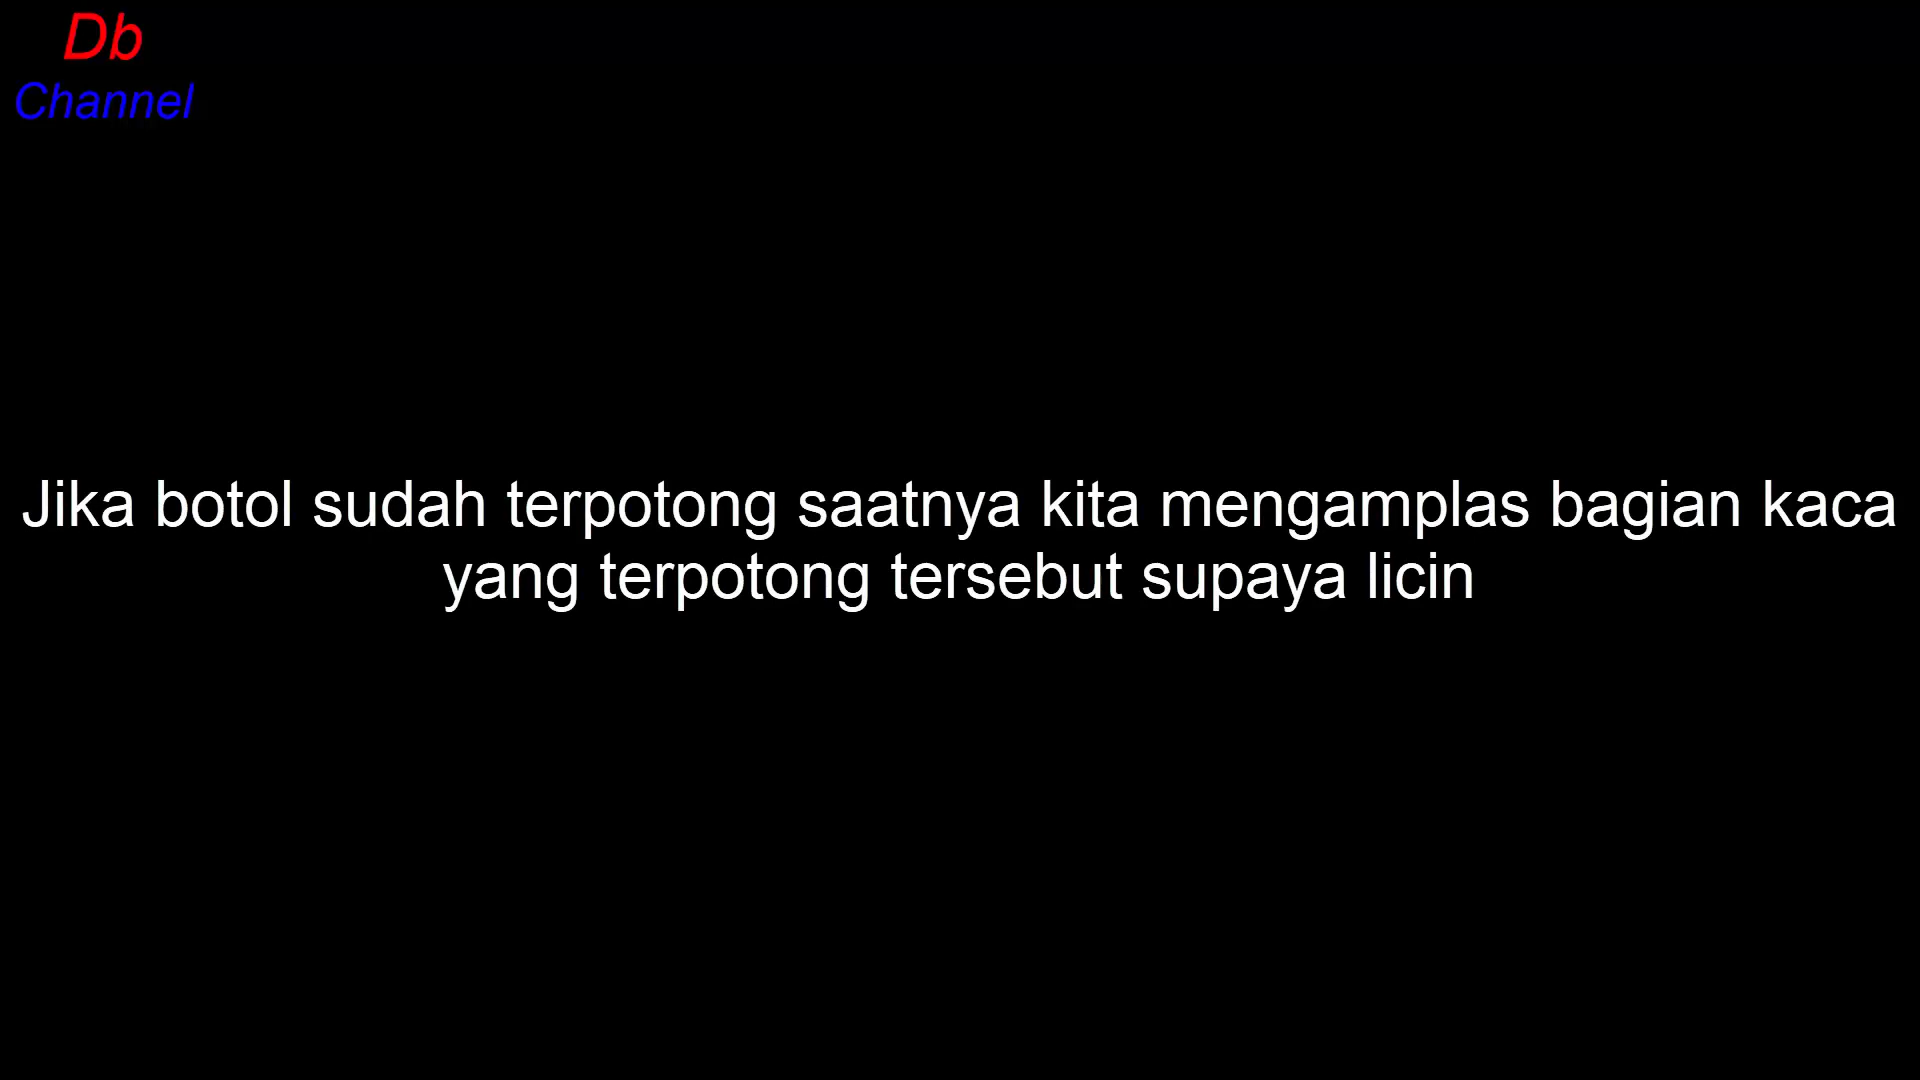 Db
Channel
Jika botol sudah terpotong saatnya kita mengamplas bagian kaca
yang terpotong tersebut supaya licin